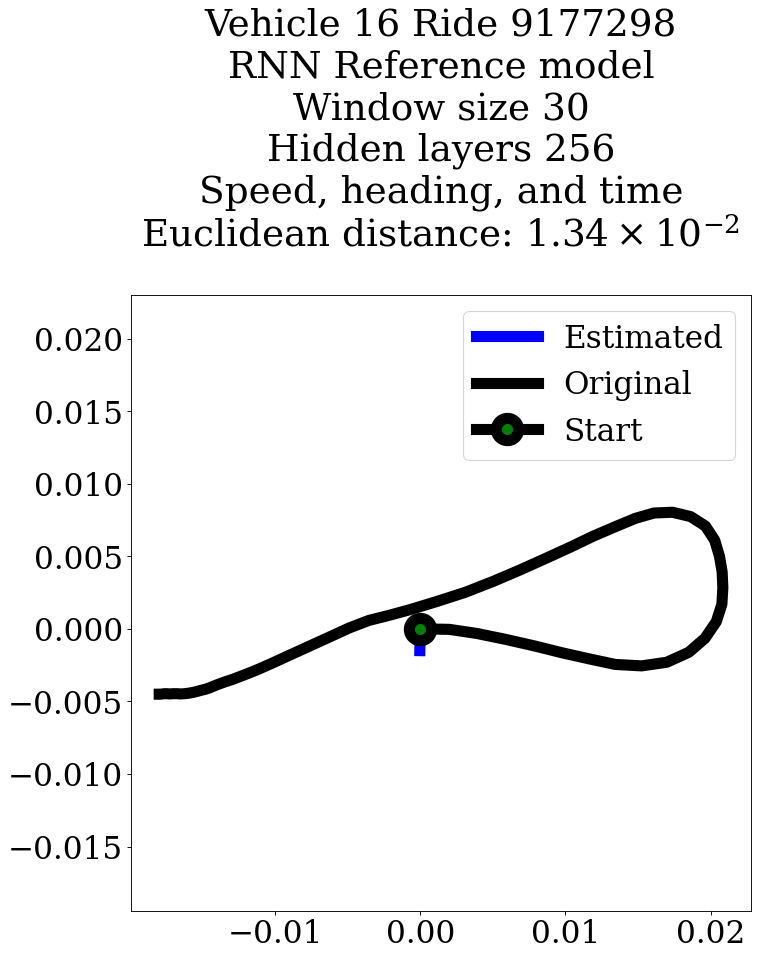 Vehicle 16 Ride 9177298
RNN Reference model
Window size 30
Hidden layers 256
Speed, heading, and time
Euclidean distance: 1.34 × 10⁻²
Estimated
Original
Start
0.020
0.015
0.010
0.005
0.000
−0.005
−0.010
−0.015
−0.01 0.00 0.01 0.02